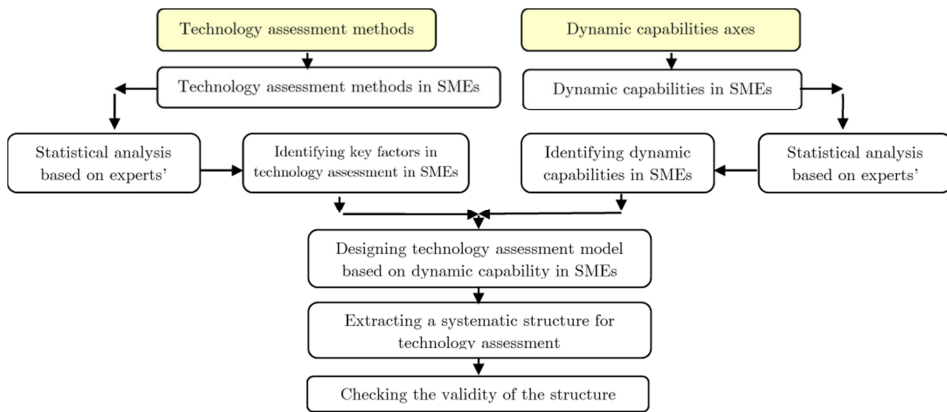 Technology assessment methods
Dynamic capabilities axes
Technology assessment methods in SMEs
Dynamic capabilities in SMEs
Statistical analysis
based on experts'
Identifying key factors in
technology assessment in SMEs
Identifying dynamic
capabilities in SMEs
Statistical analysis
based on experts'
Designing technology assessment model
based on dynamic capability in SMEs
Extracting a systematic structure for
technology assessment
Checking the validity of the structure